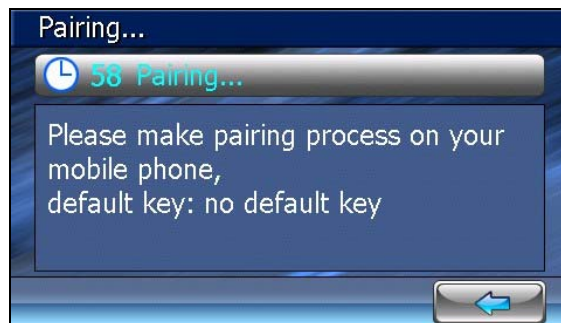 Pairing...
58 Pairing...
Please make pairing process on your
mobile phone,
default key: no default key